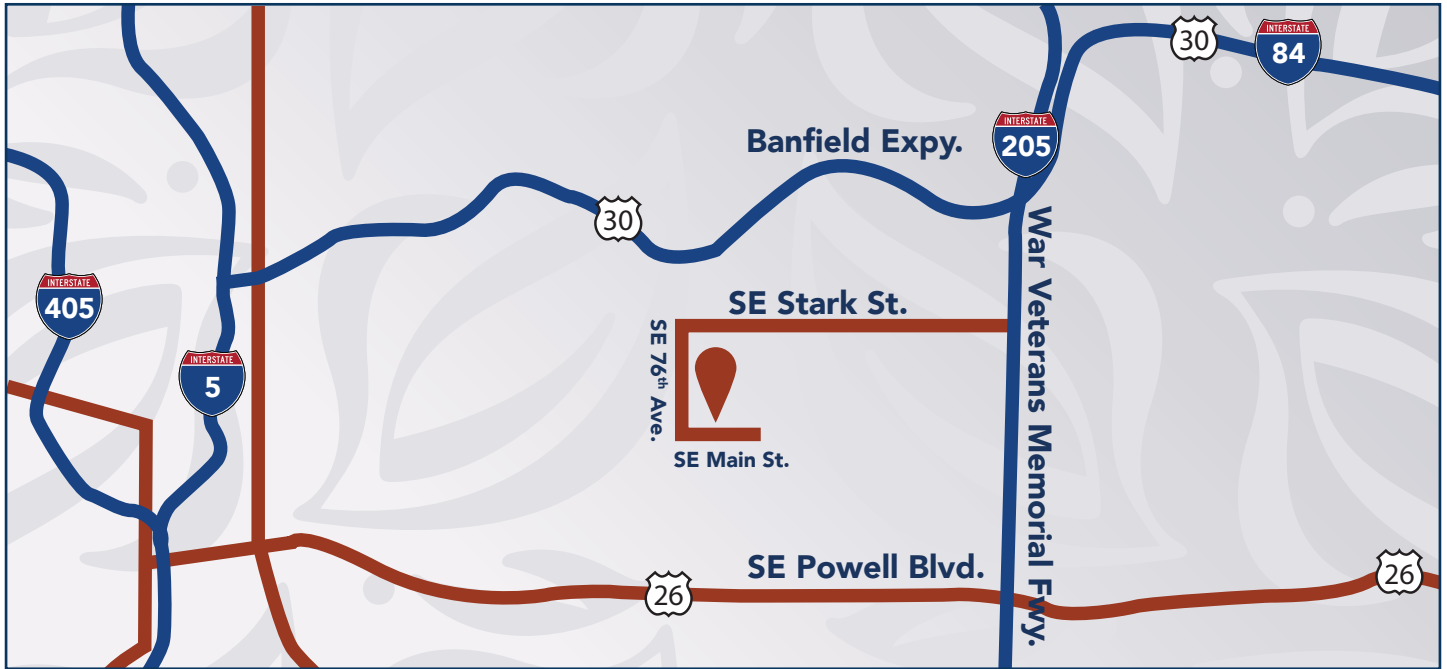 30
INTERSTATE
84
Banfield Expy.
INTERSTATE
205
30
War Veterans Memorial Fwy.
INTERSTATE
405
SE Stark St.
SE 76th Ave.
INTERSTATE
5
SE Main St.
SE Powell Blvd.
26
26